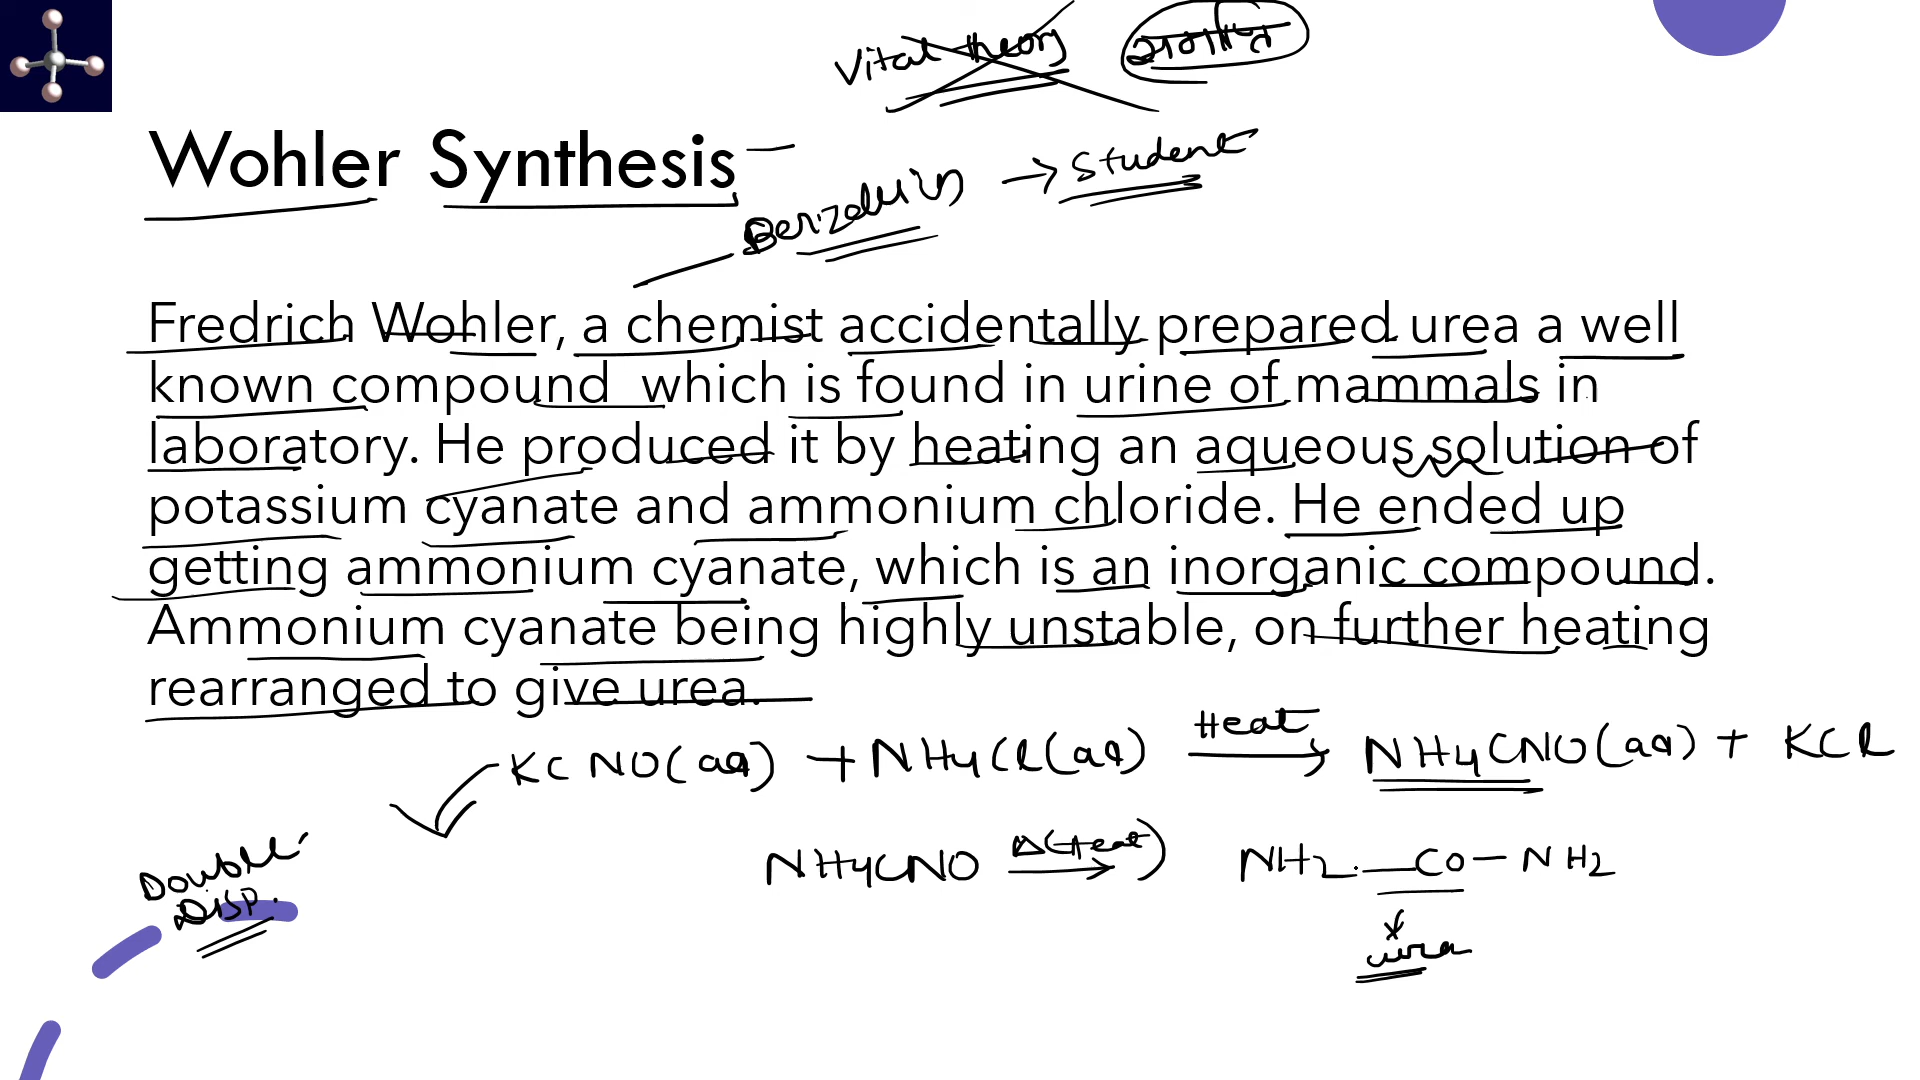 Vital theory
Wohler Synthesis –
→ Student
Fredrich Wohler, a chemist accidentally prepared urea a well
known compound which is found in urine of mammals in
laboratory. He produced it by heating an aqueous solution of
potassium cyanate and ammonium chloride. He ended up
getting ammonium cyanate, which is an inorganic compound.
Ammonium cyanate being highly unstable, on further heating
rearranged to give urea.
KCNO(aq) + NH4Cl(aq) Heat→ NH4CNO(aq) + KCl
NH4CNO Δ(Heat)→ NH2–CO–NH2
Double
Disp.
urea